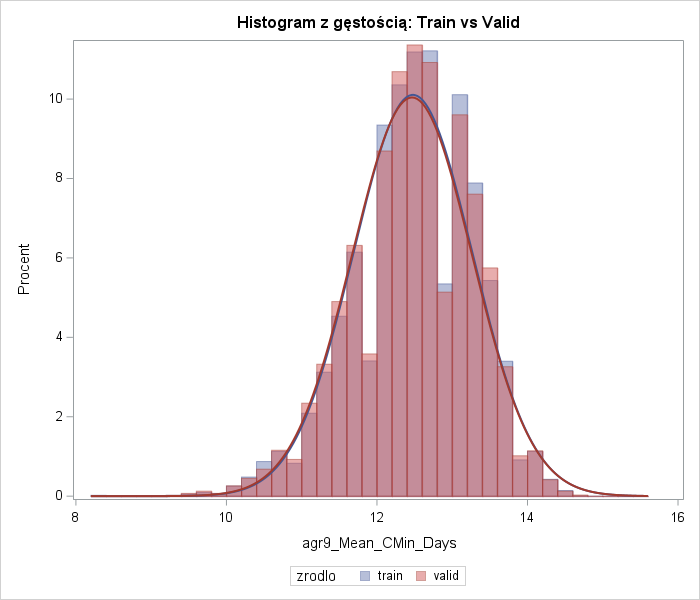 Histogram z gęstością: Train vs Valid
Procent
10
8
6
4
2
0
8 10 12 14 16
agr9_Mean_CMin_Days
zrodlo train valid